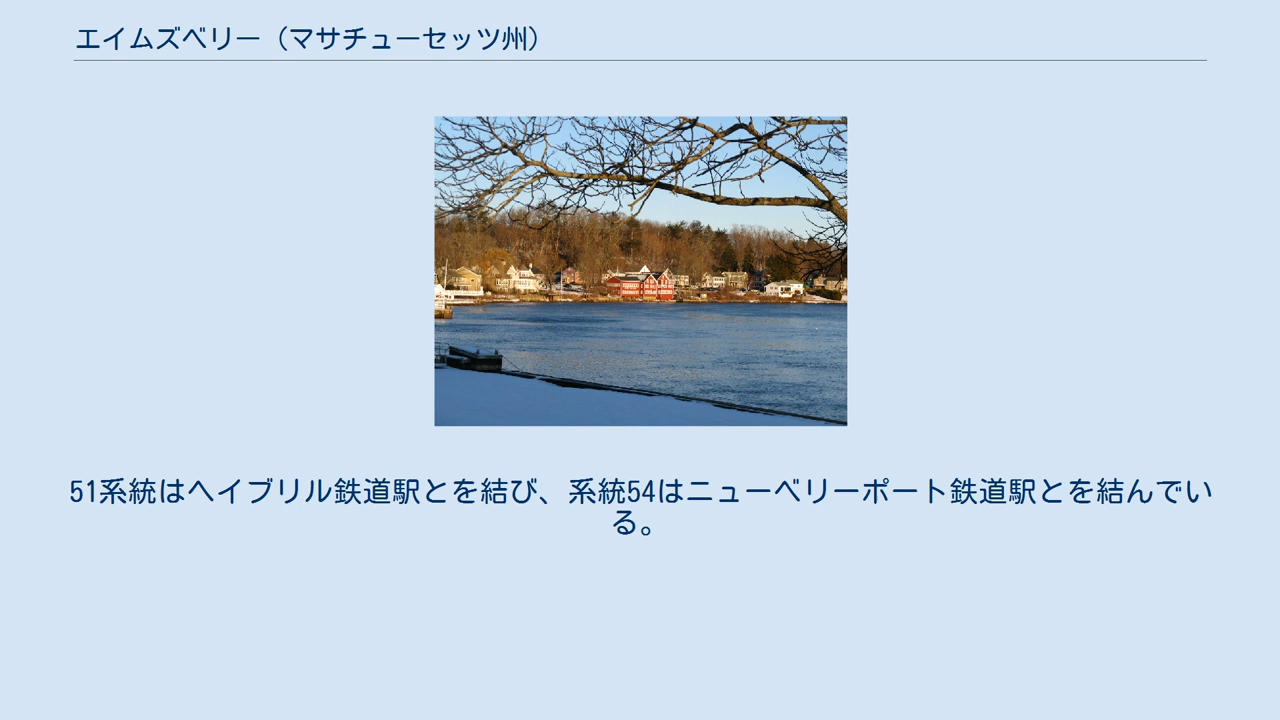 エイムズベリー（マサチューセッツ州）
51系統はヘイブリル鉄道駅とを結び、系統54はニューベリーポート鉄道駅とを結んでい
る。